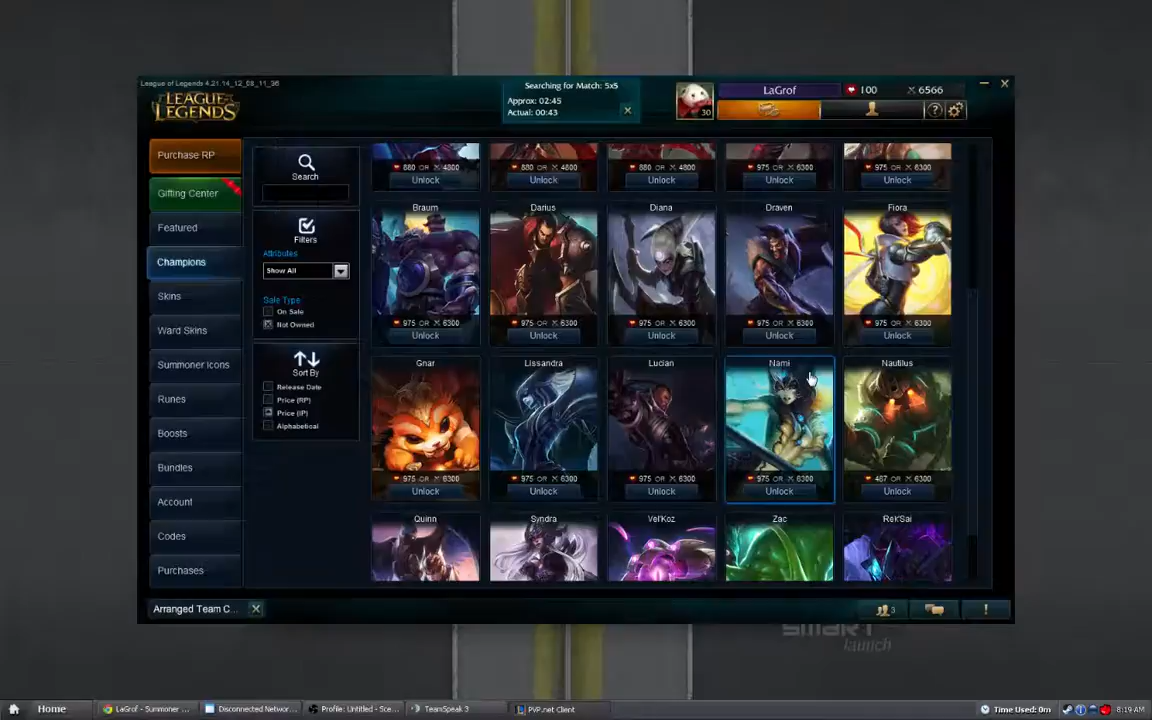 League of Legends 4.21.14_12_08_11_36
LEAGUE OF LEGENDS
Searching for Match: 5x5
Approx: 02:45
Actual: 00:43
30
LaGrof
100
6566
?
Purchase RP
Gifting Center
Featured
Champions
Skins
Ward Skins
Summoner Icons
Runes
Boosts
Bundles
Account
Codes
Purchases
Search
Filters
Attributes
Show All
Sale Type
On Sale
Not Owned
Sort By
Release Date
Price (RP)
Price (IP)
Alphabetical
880 OR 4800 880 OR 4800 880 OR 4800 975 OR 6300 975 OR 6300
Unlock Unlock Unlock Unlock Unlock
Braum Darius Diana Draven Fiora
975 OR 6300 975 OR 6300 975 OR 6300 975 OR 6300 975 OR 6300
Unlock Unlock Unlock Unlock Unlock
Gnar Lissandra Lucian Nami Nautilus
975 OR 6300 975 OR 6300 975 OR 6300 975 OR 6300 487 OR 6300
Unlock Unlock Unlock Unlock Unlock
Quinn Syndra Vel'Koz Zac Rek'Sai
Arranged Team C...
3
!
smart
launch
Home
LaGrof - Summoner ...
Disconnected Networ...
Profile: Untitled - Sce...
TeamSpeak 3
PVP.net Client
Time Used: 0m
8:19 AM